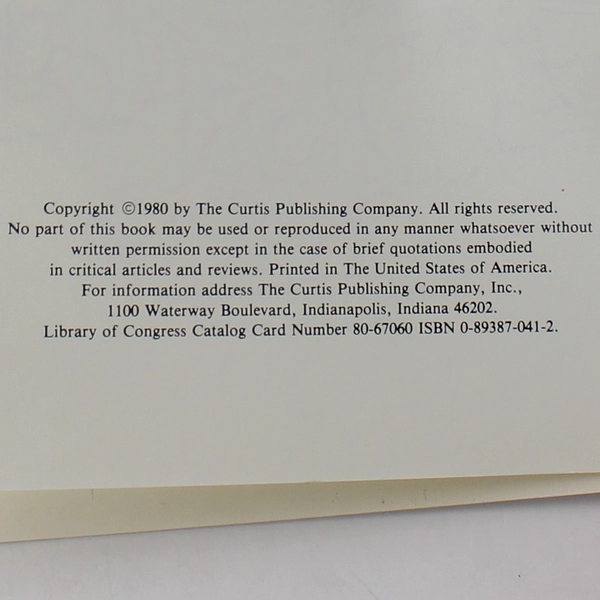 Copyright ©1980 by The Curtis Publishing Company. All rights reserved.
No part of this book may be used or reproduced in any manner whatsoever without
written permission except in the case of brief quotations embodied
in critical articles and reviews. Printed in The United States of America.
For information address The Curtis Publishing Company, Inc.,
1100 Waterway Boulevard, Indianapolis, Indiana 46202.
Library of Congress Catalog Card Number 80-67060 ISBN 0-89387-041-2.